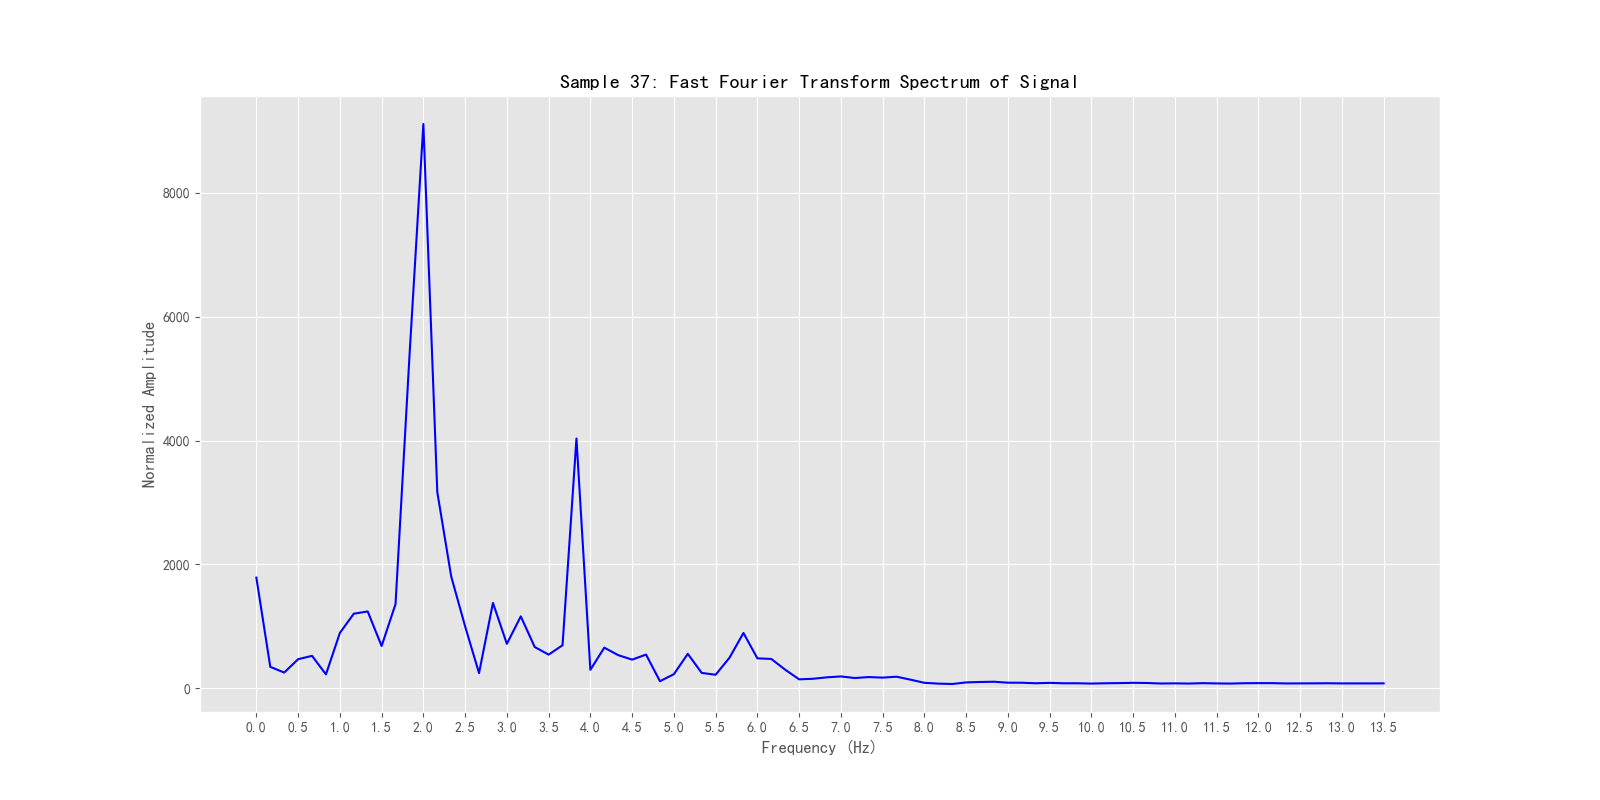 Sample 37: Fast Fourier Transform Spectrum of Signal
Normalized Amplitude
8000
6000
4000
2000
0
0.0 0.5 1.0 1.5 2.0 2.5 3.0 3.5 4.0 4.5 5.0 5.5 6.0 6.5 7.0 7.5 8.0 8.5 9.0 9.5 10.0 10.5 11.0 11.5 12.0 12.5 13.0 13.5
Frequency (Hz)